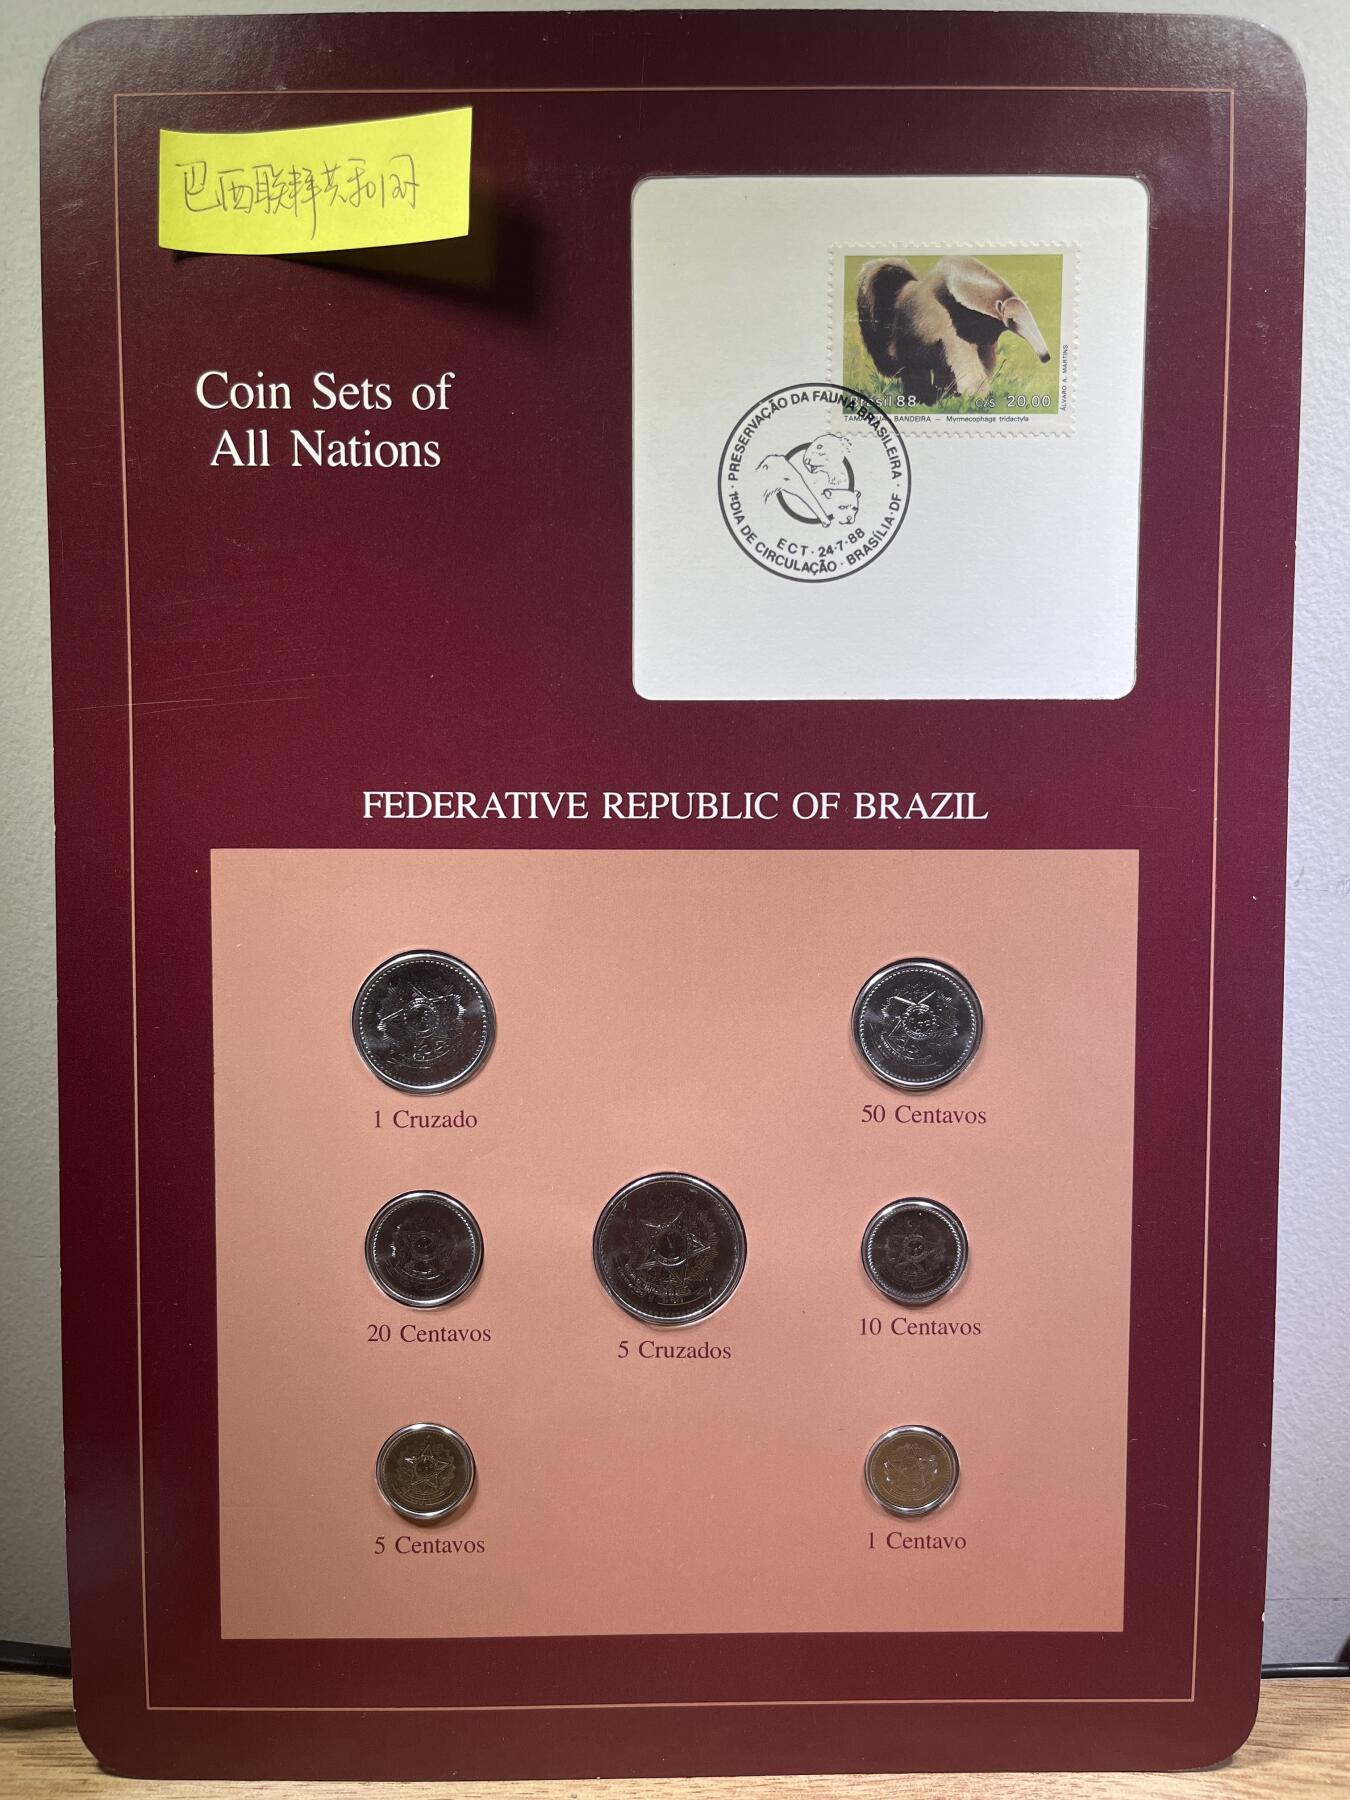 巴西联邦共和国
Coin Sets of
All Nations
Brasil 88 Cz$ 20,00
BANDEIRA — Myrmecophaga tridactyla
ÁLVARO A. MARTINS
PRESERVAÇÃO DA FAUNA BRASILEIRA
1º DIA DE CIRCULAÇÃO · BRASÍLIA-DF
ECT · 24-7-88
FEDERATIVE REPUBLIC OF BRAZIL
1 Cruzado
50 Centavos
20 Centavos
5 Cruzados
10 Centavos
5 Centavos
1 Centavo